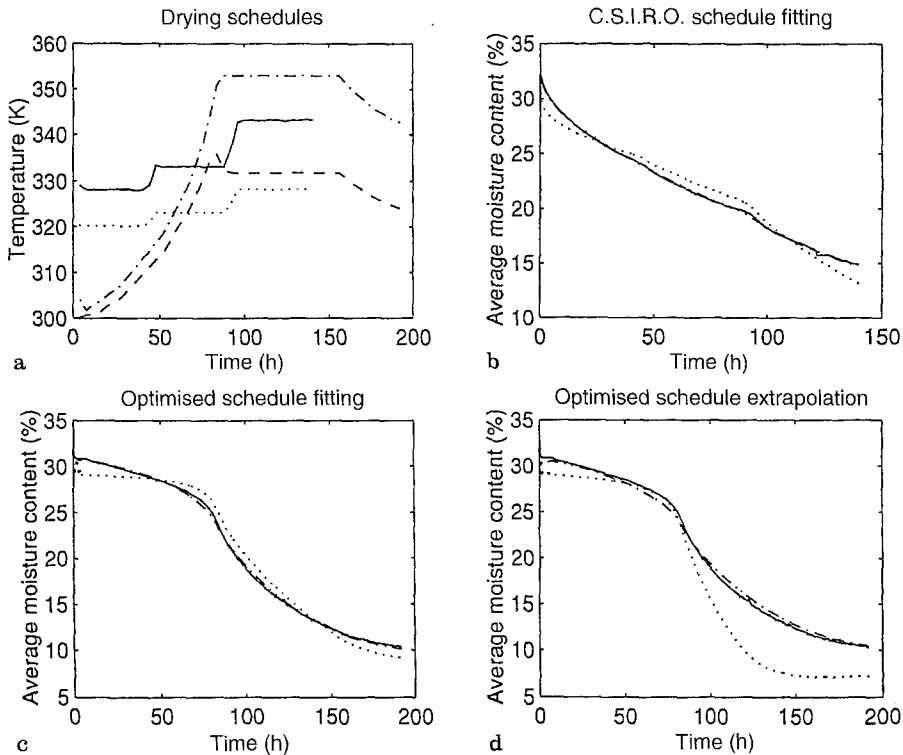 Drying schedules
360
350
340
330
320
310
300
Temperature (K)
0 50 100 150 200
Time (h)
a
C.S.I.R.O. schedule fitting
35
30
25
20
15
10
Average moisture content (%)
0 50 100 150
Time (h)
b
Optimised schedule fitting
35
30
25
20
15
10
5
Average moisture content (%)
0 50 100 150 200
Time (h)
c
Optimised schedule extrapolation
35
30
25
20
15
10
5
Average moisture content (%)
0 50 100 150 200
Time (h)
d